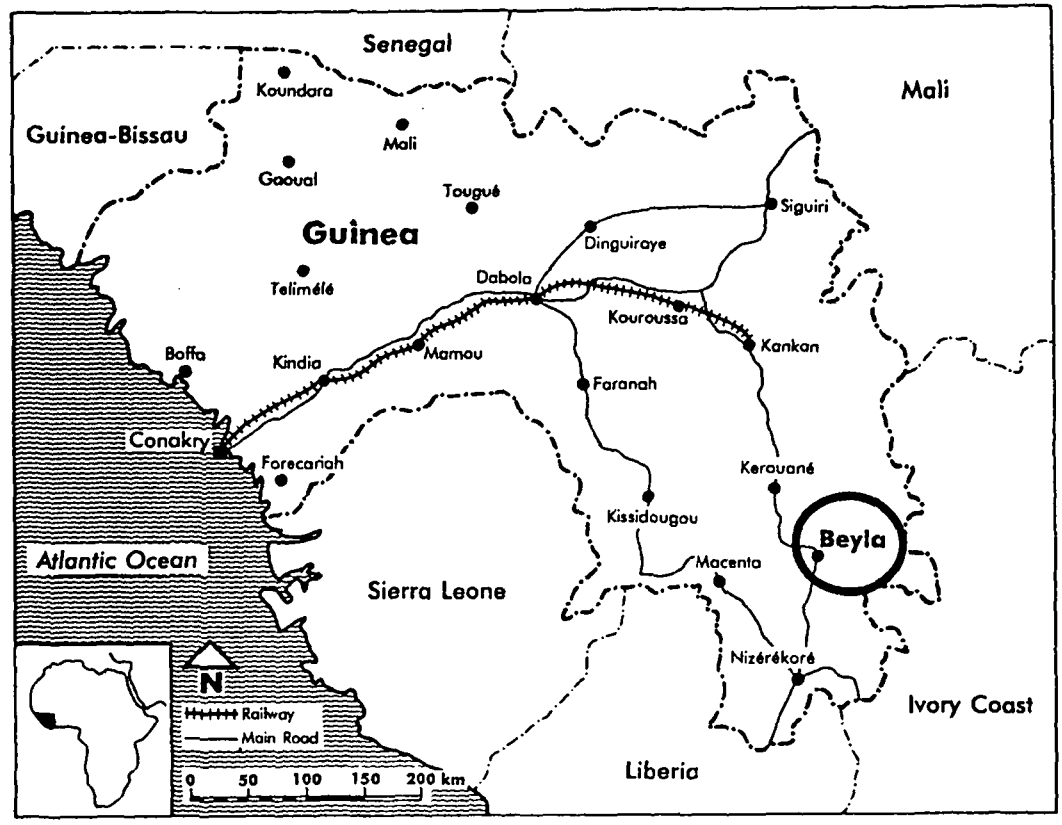 Senegal
Mali
Koundara
Guinea-Bissau
Mali
Gaoual
Tougué
Siguiri
Guinea
Dinguiraye
Dabola
Telimélé
Kouroussa
Kankan
Mamou
Kindia
Boffa
Faranah
Conakry
Forecariah
Kerouané
Kissidougou
Beyla
Atlantic Ocean
Macenta
Sierra Leone
Nizérékoré
N
Ivory Coast
Railway
Main Road
Liberia
0 50 100 150 200 km